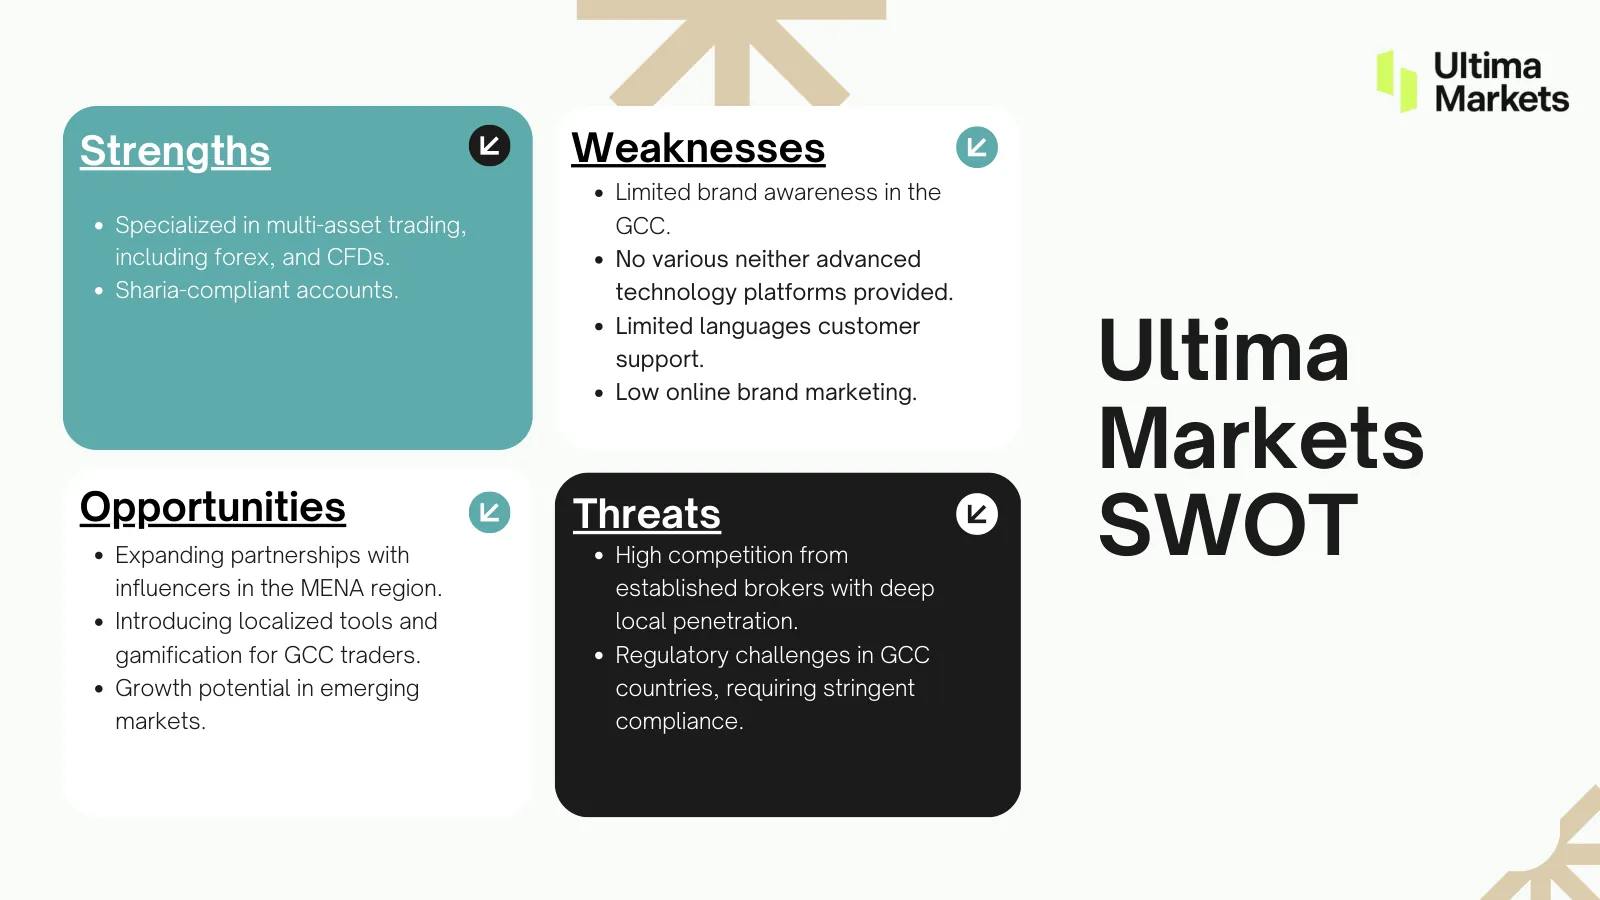 Ultima
Markets
Strengths
• Specialized in multi-asset trading,
including forex, and CFDs.
• Sharia-compliant accounts.
Weaknesses
• Limited brand awareness in the
GCC.
• No various neither advanced
technology platforms provided.
• Limited languages customer
support.
• Low online brand marketing.
Opportunities
• Expanding partnerships with
influencers in the MENA region.
• Introducing localized tools and
gamification for GCC traders.
• Growth potential in emerging
markets.
Threats
• High competition from
established brokers with deep
local penetration.
• Regulatory challenges in GCC
countries, requiring stringent
compliance.
Ultima
Markets
SWOT